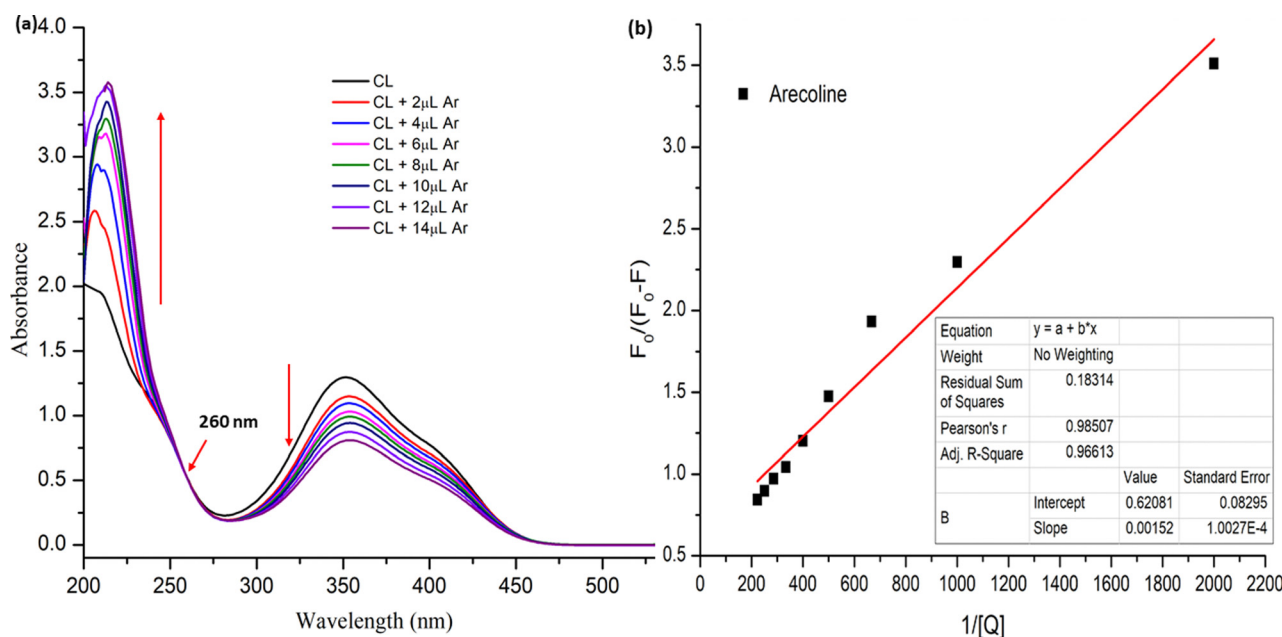 (a)
4.0
3.5
3.0
2.5
2.0
1.5
1.0
0.5
0.0
Absorbance
CL
CL + 2μL Ar
CL + 4μL Ar
CL + 6μL Ar
CL + 8μL Ar
CL + 10μL Ar
CL + 12μL Ar
CL + 14μL Ar
260 nm
200 250 300 350 400 450 500
Wavelength (nm)
(b)
3.5
3.0
2.5
2.0
1.5
1.0
0.5
F₀/(F₀-F)
Arecoline
Equation y = a + b*x
Weight No Weighting
Residual Sum of Squares 0.18314
Pearson's r 0.98507
Adj. R-Square 0.96613
Value Standard Error
B Intercept 0.62081 0.08295
Slope 0.00152 1.0027E-4
0 200 400 600 800 1000 1200 1400 1600 1800 2000 2200
1/[Q]